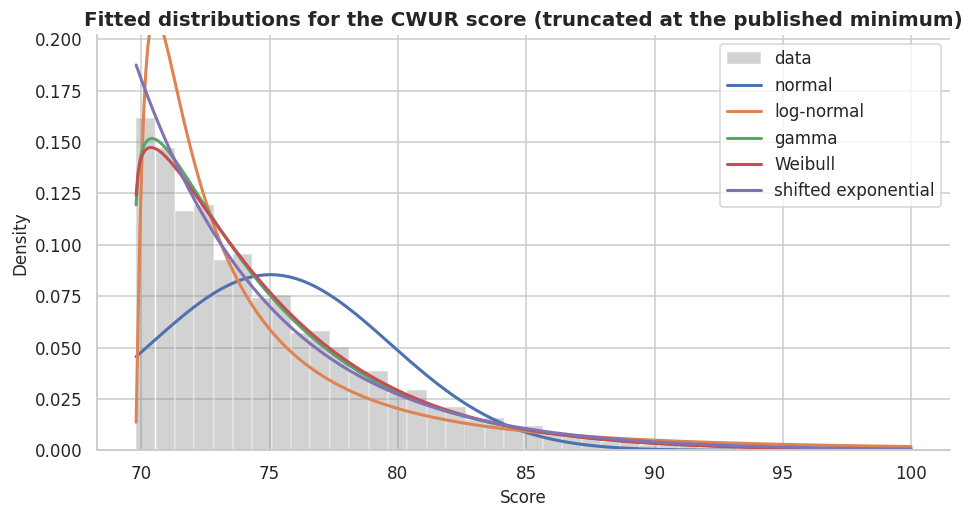 Fitted distributions for the CWUR score (truncated at the published minimum)
0.200
0.175
0.150
0.125
0.100
0.075
0.050
0.025
0.000
Density
data
normal
log-normal
gamma
Weibull
shifted exponential
70 75 80 85 90 95 100
Score